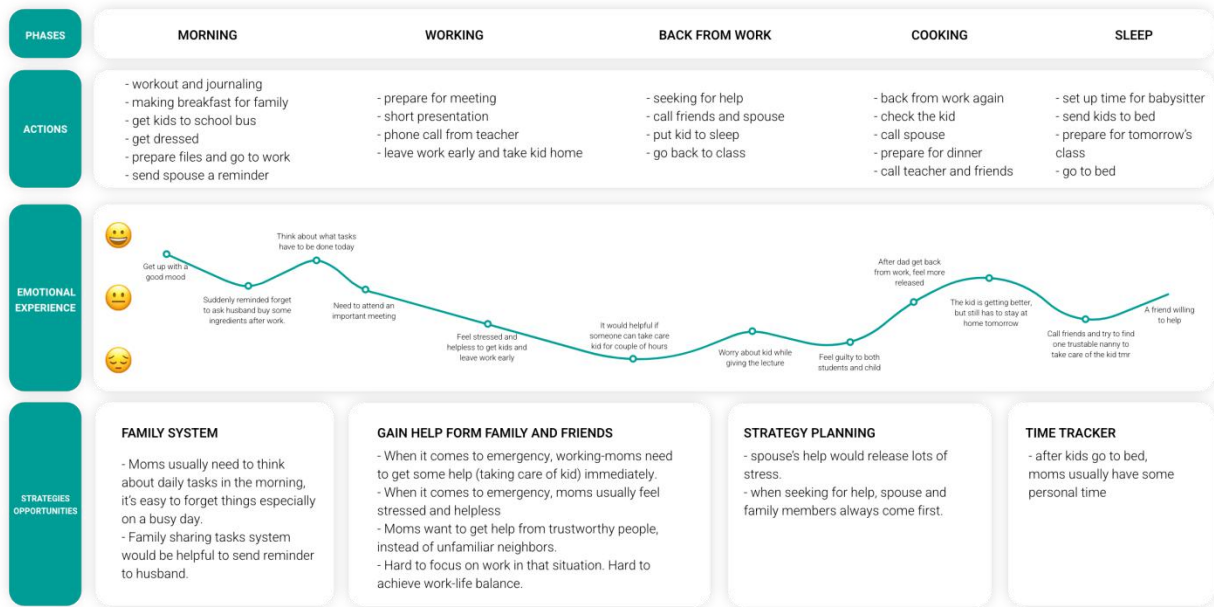 PHASES
MORNING
WORKING
BACK FROM WORK
COOKING
SLEEP
ACTIONS
- workout and journaling
- making breakfast for family
- get kids to school bus
- get dressed
- prepare files and go to work
- send spouse a reminder
- prepare for meeting
- short presentation
- phone call from teacher
- leave work early and take kid home
- seeking for help
- call friends and spouse
- put kid to sleep
- go back to class
- back from work again
- check the kid
- call spouse
- prepare for dinner
- call teacher and friends
- set up time for babysitter
- send kids to bed
- prepare for tomorrow's
class
- go to bed
EMOTIONAL
EXPERIENCE
Get up with a
good mood
Suddenly reminded forget
to ask husband buy some
ingredients after work.
Think about what tasks
have to be done today
Need to attend an
important meeting
Feel stressed and
helpless to get kids and
leave work early
It would helpful if
someone can take care
kid for couple of hours
Worry about kid while
giving the lecture
Feel guilty to both
students and child
After dad get back
from work, feel more
released
The kid is getting better,
but still has to stay at
home tomorrow
Call friends and try to find
one trustable nanny to
take care of the kid tmr
A friend willing
to help
STRATEGIES
OPPORTUNITIES
FAMILY SYSTEM
- Moms usually need to think
about daily tasks in the morning,
it's easy to forget things especially
on a busy day.
- Family sharing tasks system
would be helpful to send reminder
to husband.
GAIN HELP FORM FAMILY AND FRIENDS
- When it comes to emergency, working-moms need
to get some help (taking care of kid) immediately.
- When it comes to emergency, moms usually feel
stressed and helpless
- Moms want to get help from trustworthy people,
instead of unfamiliar neighbors.
- Hard to focus on work in that situation. Hard to
achieve work-life balance.
STRATEGY PLANNING
- spouse's help would release lots of
stress.
- when seeking for help, spouse and
family members always come first.
TIME TRACKER
- after kids go to bed,
moms usually have some
personal time